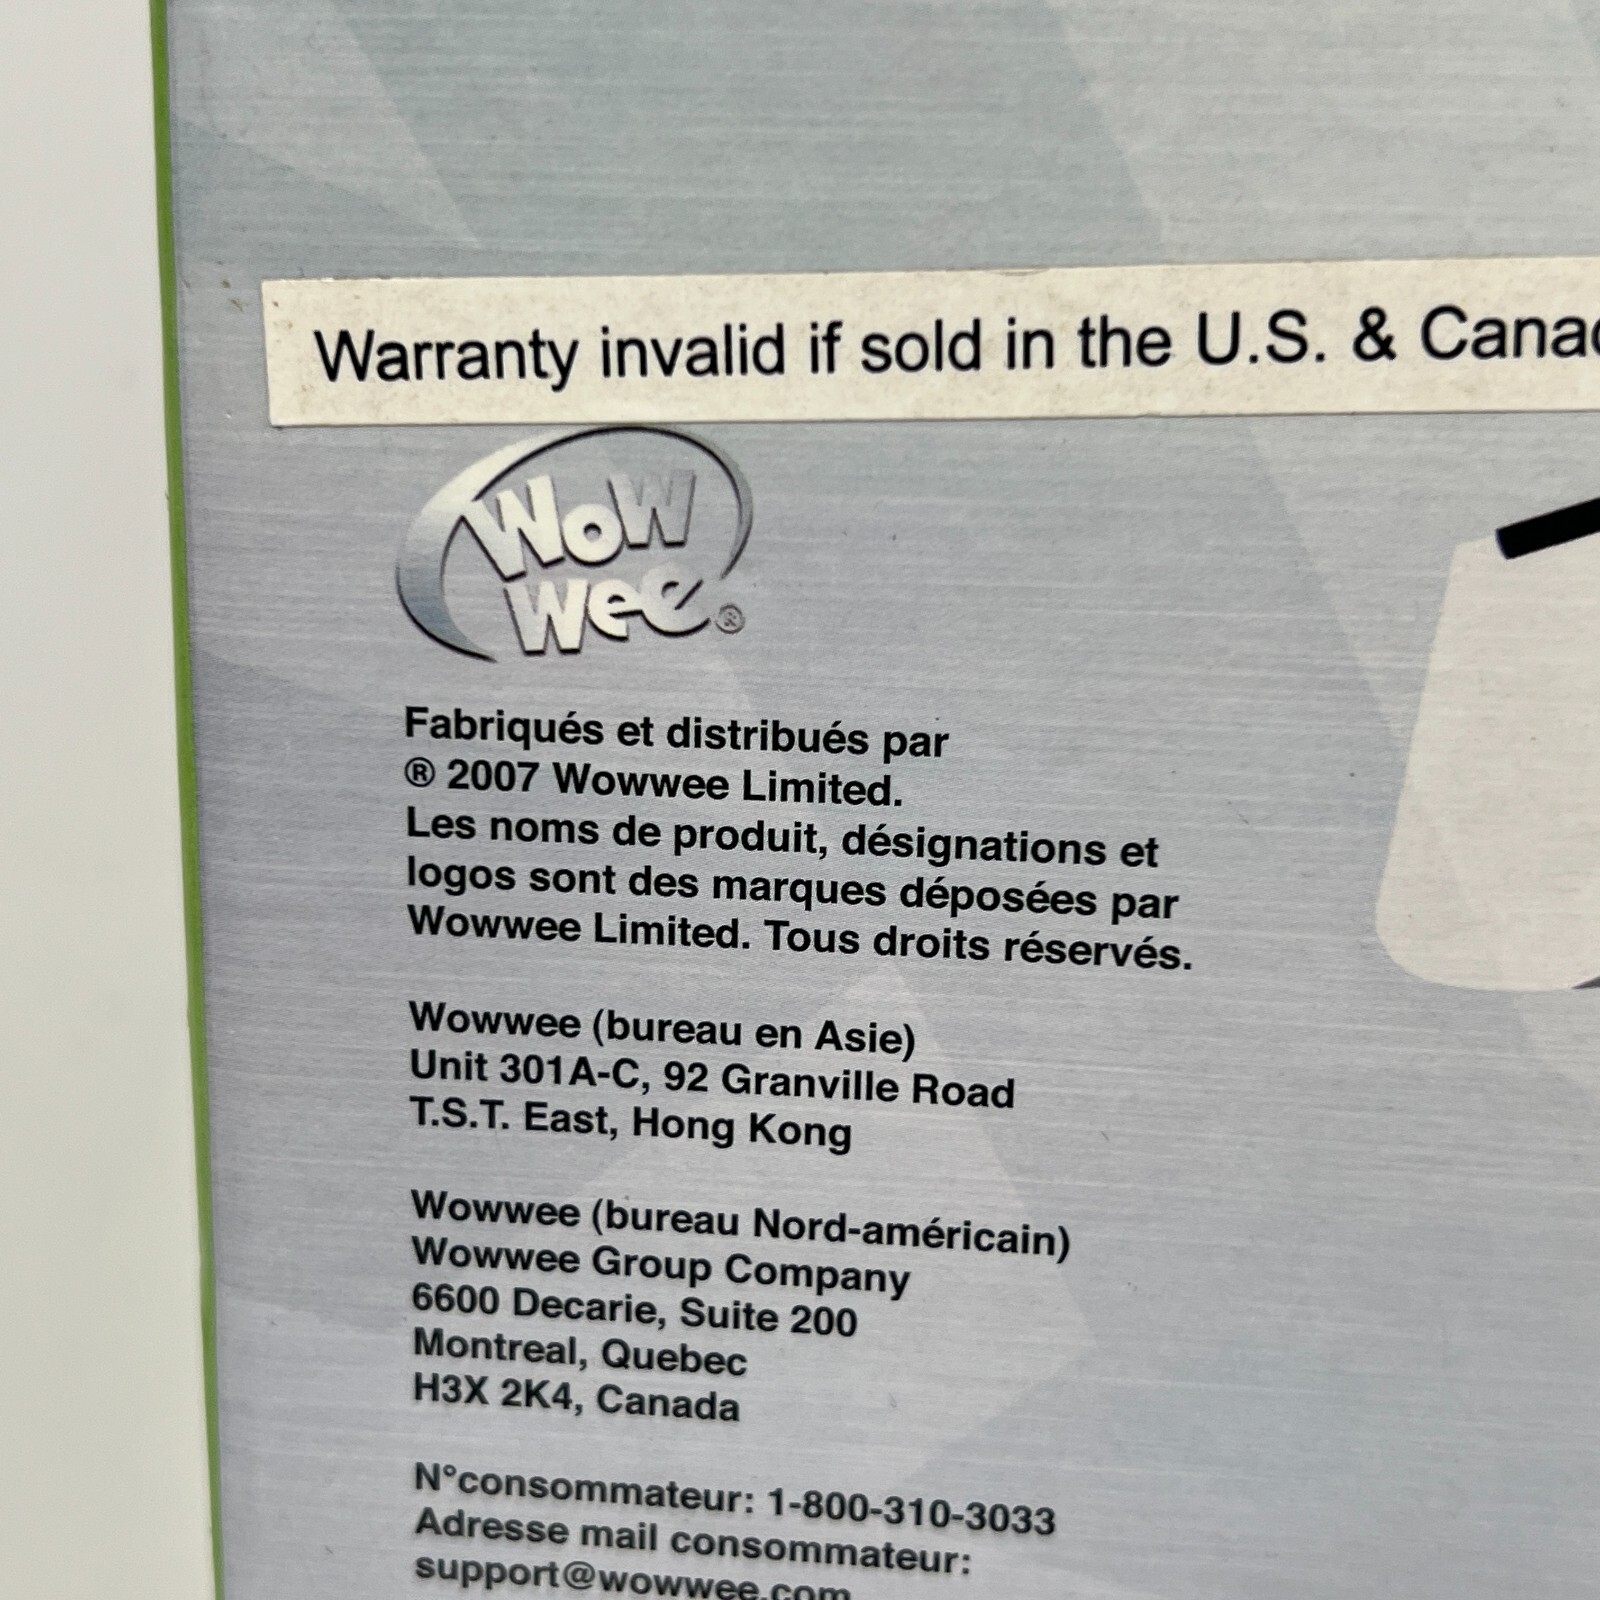 Warranty invalid if sold in the U.S. &
WOW
Wee®
Fabriqués et distribués par
® 2007 Wowwee Limited.
Les noms de produit, désignations et
logos sont des marques déposées par
Wowwee Limited. Tous droits réservés.
Wowwee (bureau en Asie)
Unit 301A-C, 92 Granville Road
T.S.T. East, Hong Kong
Wowwee (bureau Nord-américain)
Wowwee Group Company
6600 Decarie, Suite 200
Montreal, Quebec
H3X 2K4, Canada
N°consommateur: 1-800-310-3033
Adresse mail consommateur:
support@wowwee.com